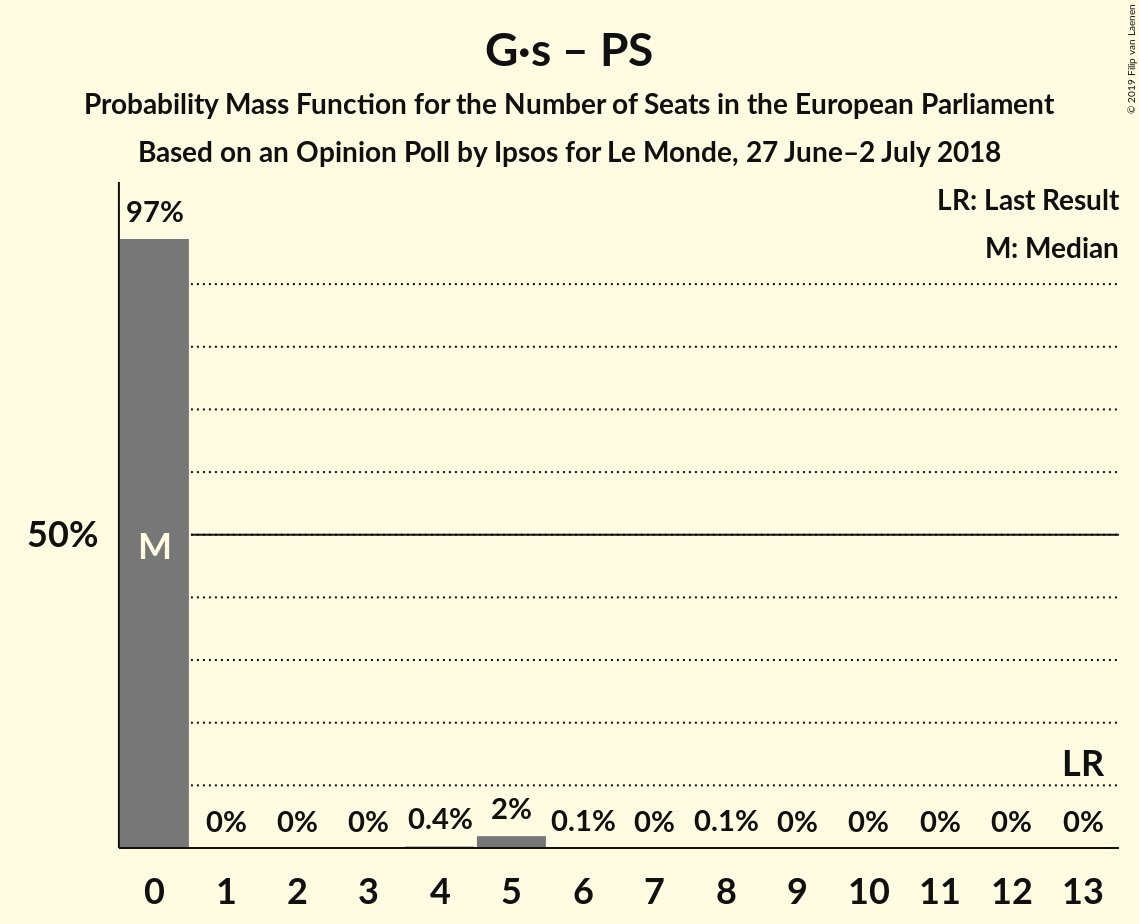 G·s – PS
Probability Mass Function for the Number of Seats in the European Parliament
Based on an Opinion Poll by Ipsos for Le Monde, 27 June–2 July 2018
© 2019 Filip van Laenen
LR: Last Result
M: Median
97%
50%
M
LR
0% 0% 0% 0.4% 2% 0.1% 0% 0.1% 0% 0% 0% 0% 0%
0 1 2 3 4 5 6 7 8 9 10 11 12 13